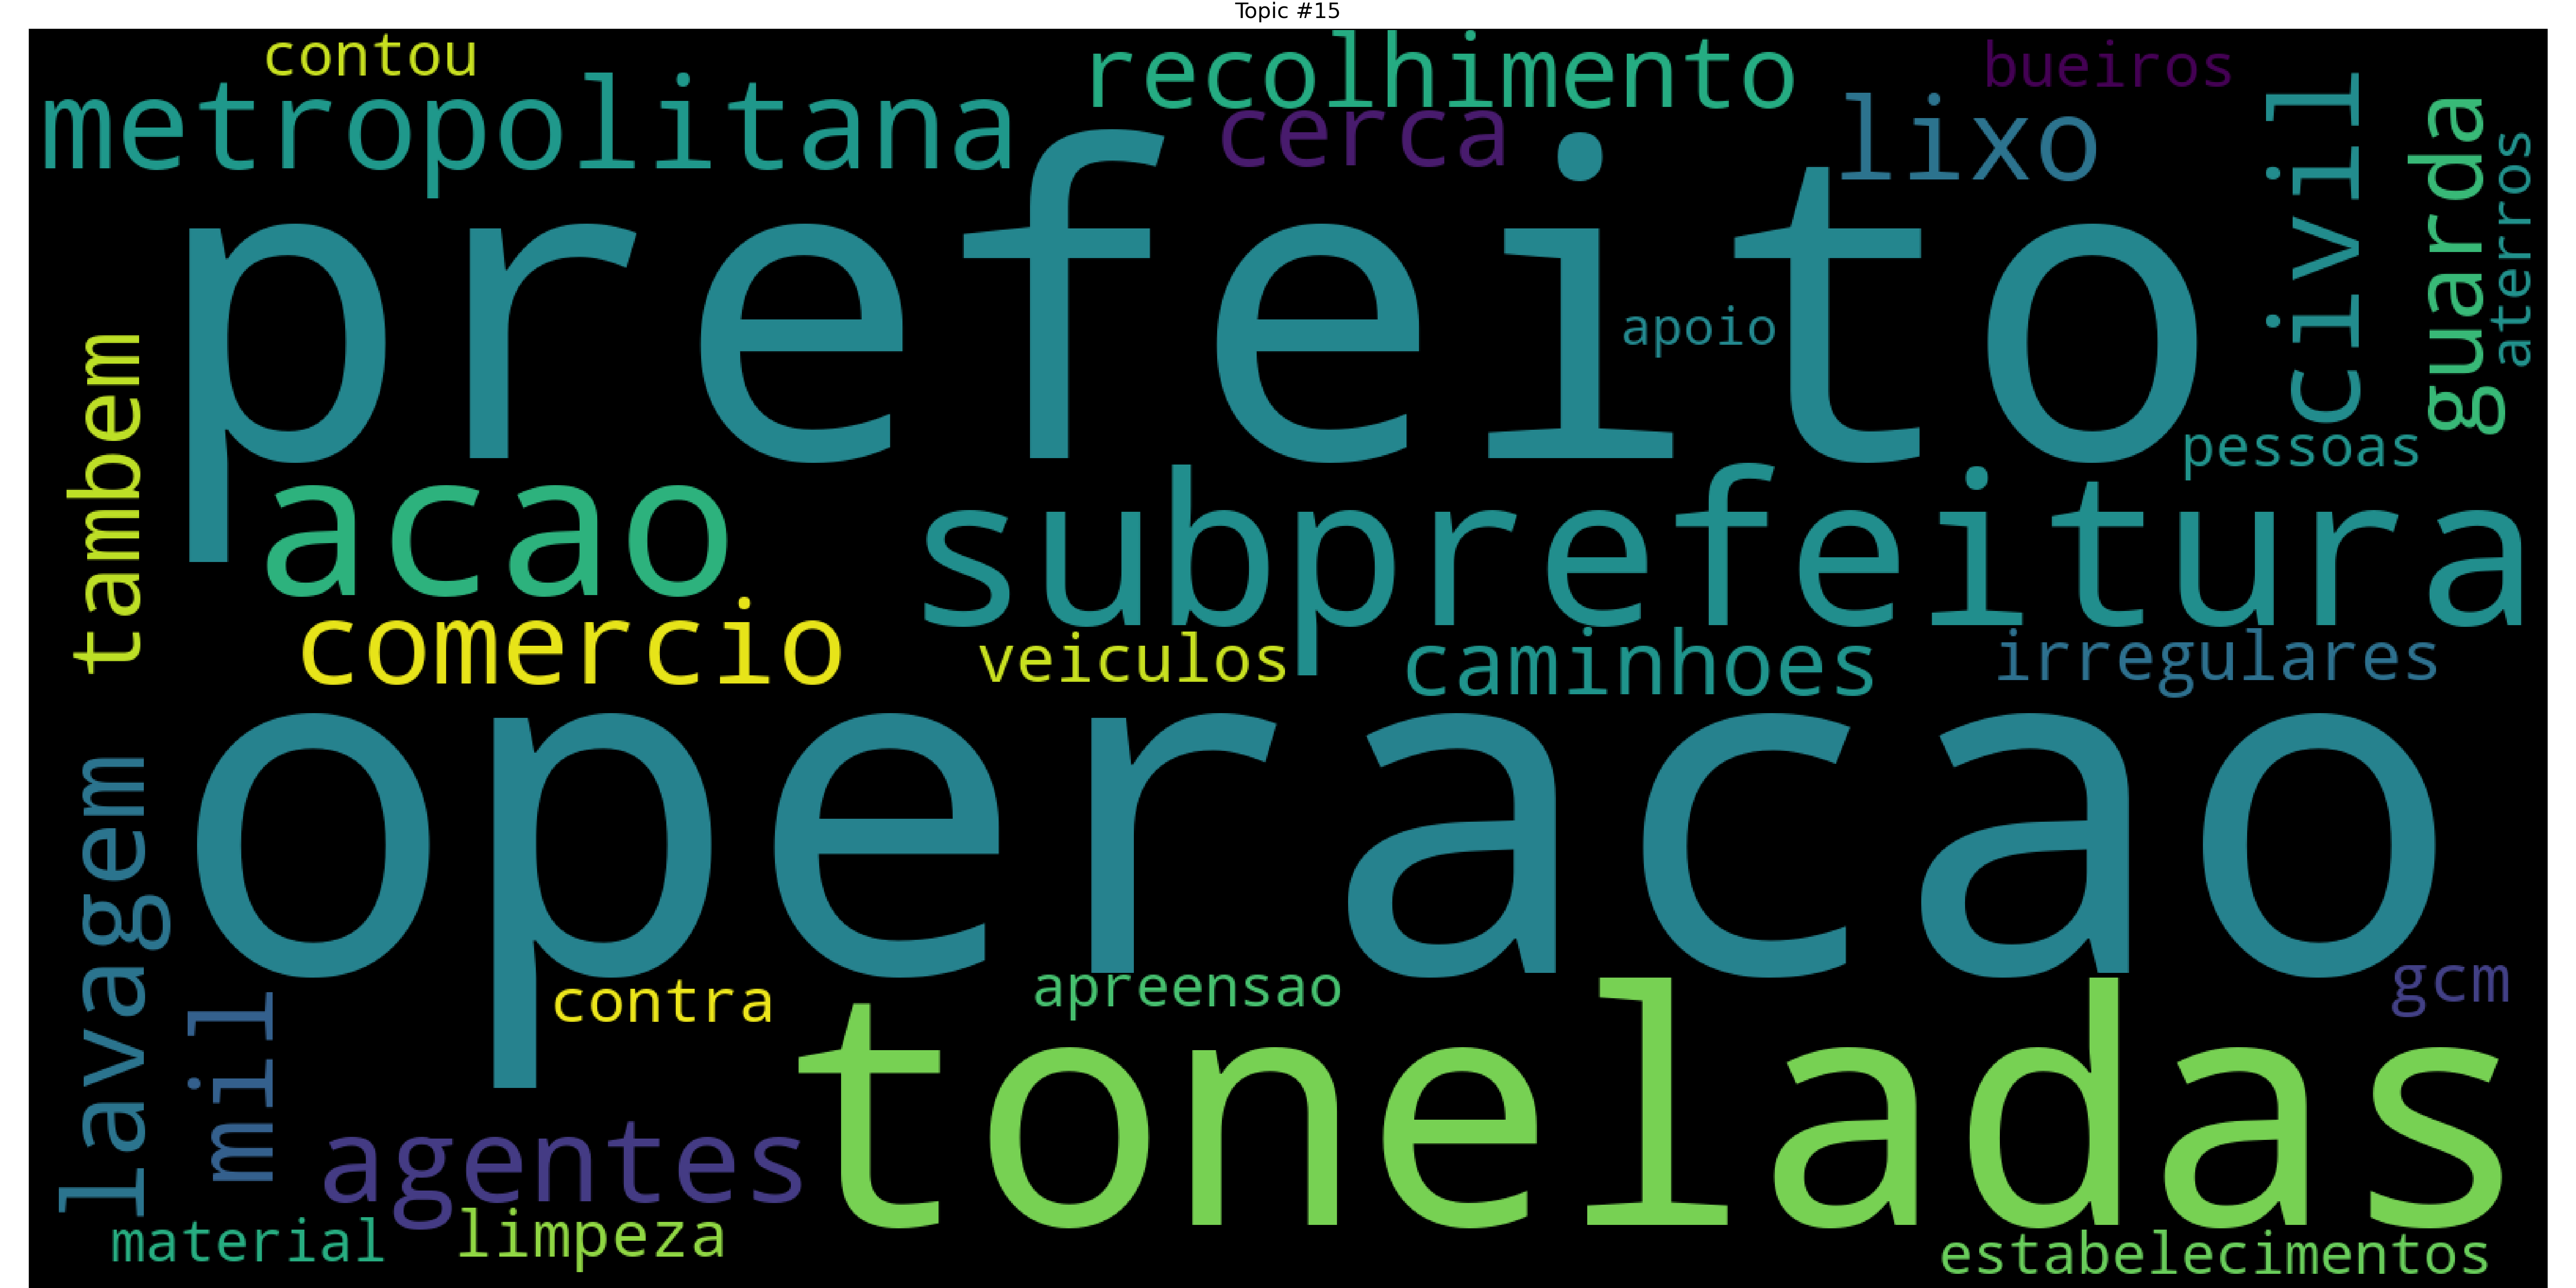 Topic #15
contou
recolhimento
bueiros
metropolitana
cerca
lixo
civil
guarda
aterros
prefeito
apoio
pessoas
tambem
acao
subprefeitura
comercio
veiculos
caminhoes
irregulares
operacao
lavagem
mil
contra
apreensao
gcm
toneladas
agentes
material
limpeza
estabelecimentos